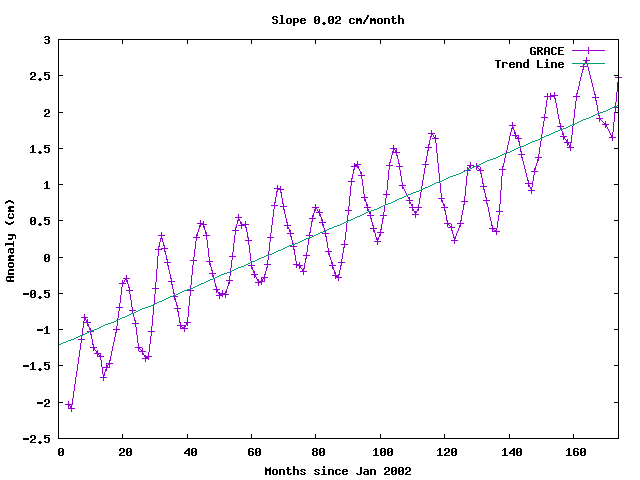 Slope 0.02 cm/month
GRACE
Trend Line
3
2.5
2
1.5
1
0.5
0
-0.5
-1
-1.5
-2
-2.5
Anomaly (cm)
0 20 40 60 80 100 120 140 160
Months since Jan 2002